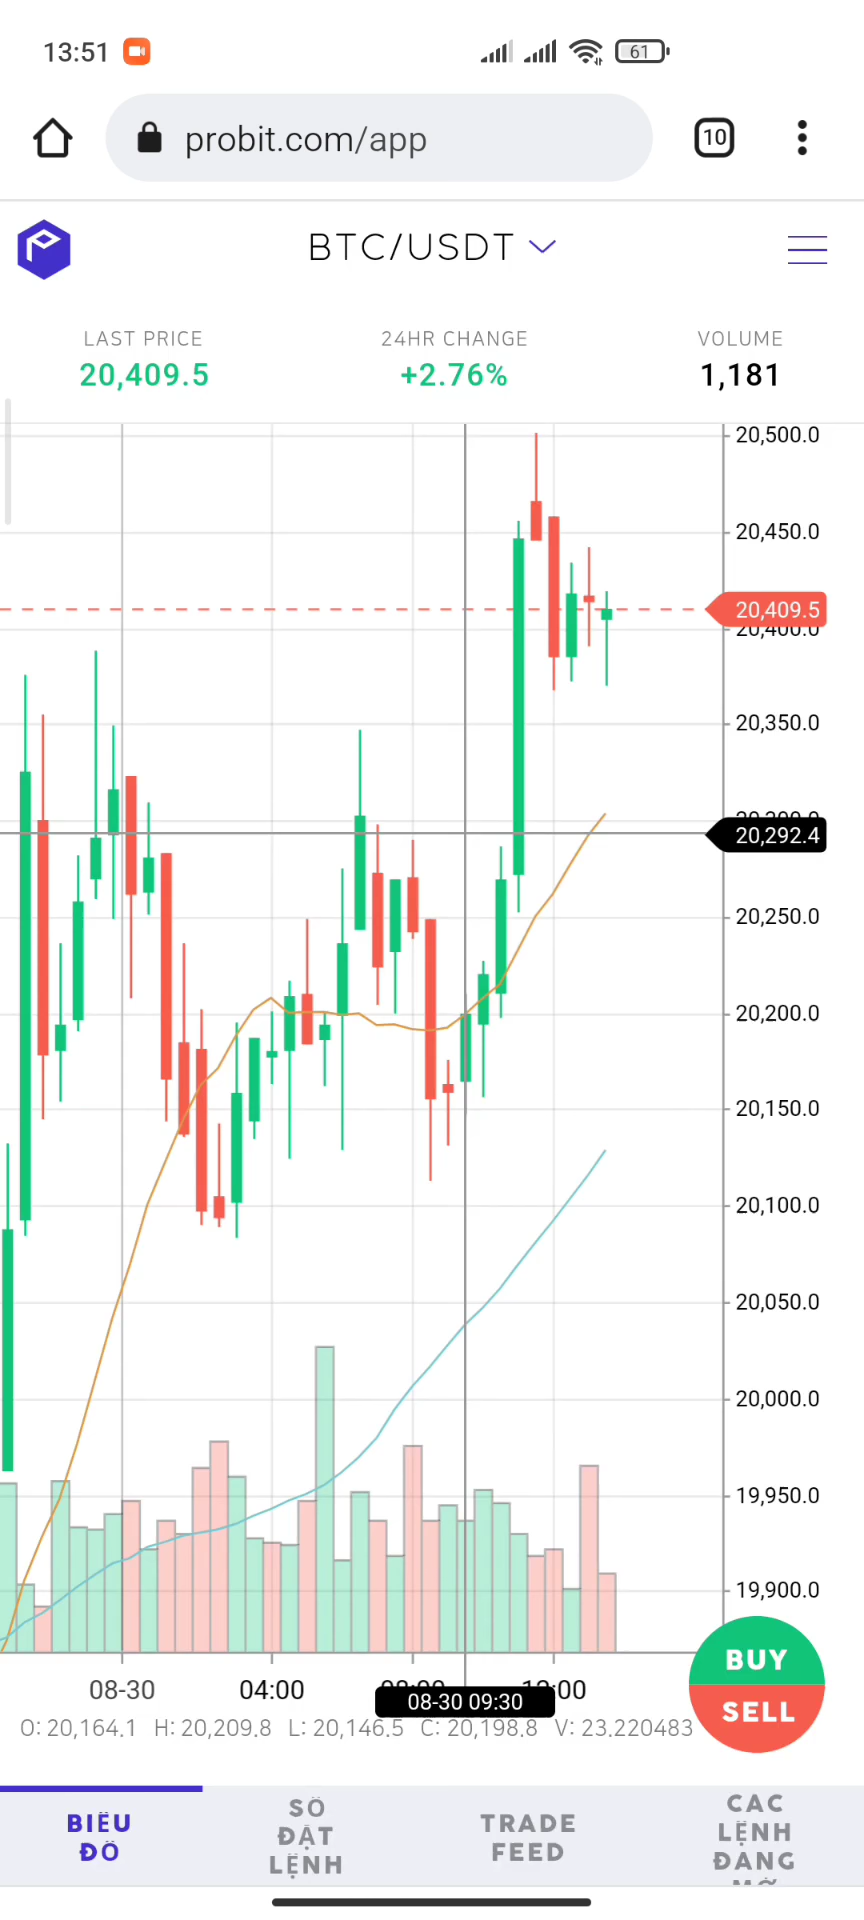 13:51
61
probit.com/app
10
BTC/USDT
LAST PRICE
20,409.5
24HR CHANGE
+2.76%
VOLUME
1,181
20,500.0
20,450.0
20,409.5
20,400.0
20,350.0
20,292.4
20,250.0
20,200.0
20,150.0
20,100.0
20,050.0
20,000.0
19,950.0
19,900.0
BUY
SELL
08-30
04:00
08-30 09:30
O: 20,164.1 H: 20,209.8 L: 20,146.5 C: 20,198.8 V: 23.220483
BIỂU
ĐỒ
SỔ
ĐẶT
LỆNH
TRADE
FEED
CÁC
LỆNH
ĐANG